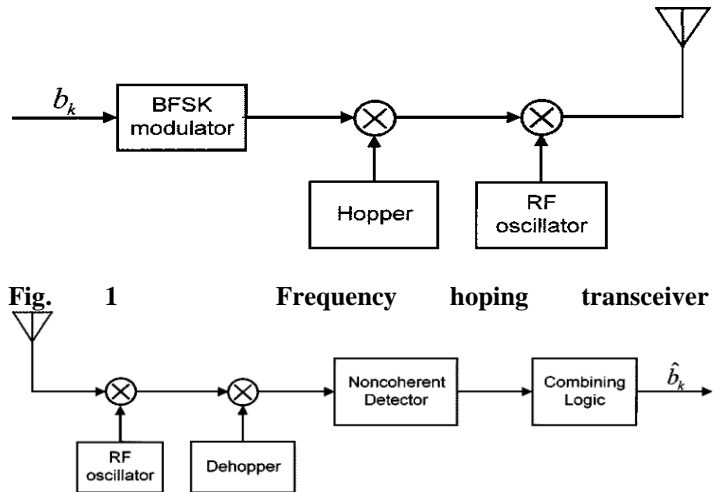 b_k
BFSK
modulator
Hopper
RF
oscillator
Fig. 1 Frequency hoping transceiver
RF
oscillator
Dehopper
Noncoherent
Detector
Combining
Logic
b̂_k